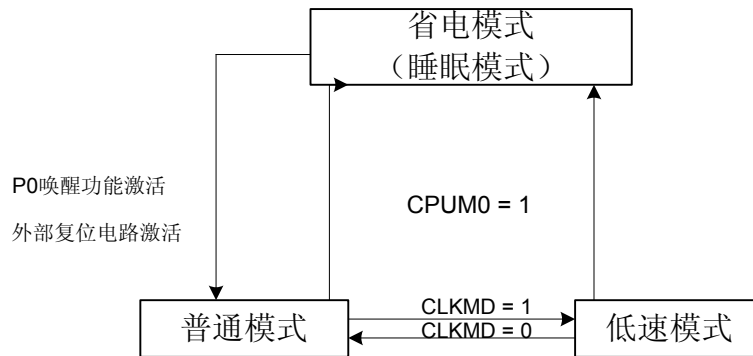 省电模式
（睡眠模式）
P0唤醒功能激活
外部复位电路激活
CPUM0 = 1
CLKMD = 1
CLKMD = 0
普通模式
低速模式